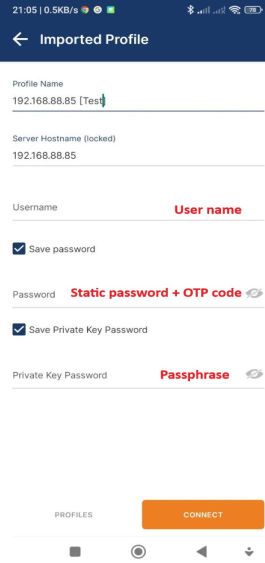 21:05 | 0.5KB/s
Imported Profile
Profile Name
192.168.88.85 [Test]
Server Hostname (locked)
192.168.88.85
Username User name
Save password
Password Static password + OTP code
Save Private Key Password
Private Key Password Passphrase
PROFILES CONNECT